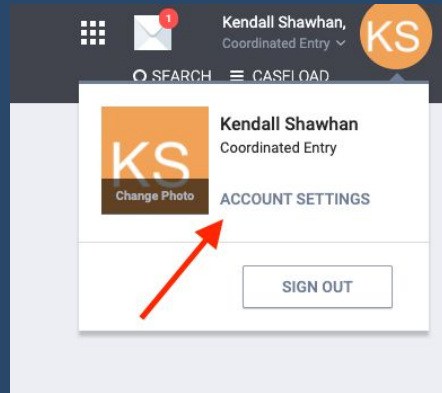 1
Kendall Shawhan,
Coordinated Entry
KS
SEARCH CASELOAD
KS
Change Photo
Kendall Shawhan
Coordinated Entry
ACCOUNT SETTINGS
SIGN OUT